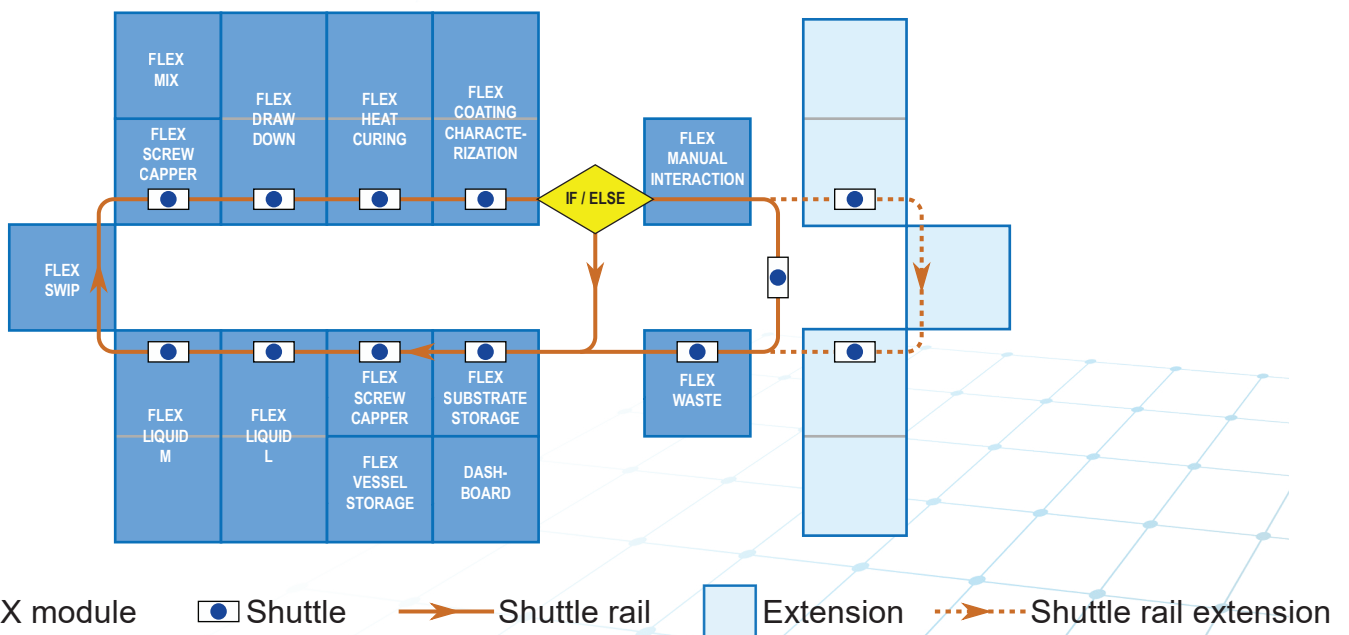 FLEX
MIX
FLEX
SCREW
CAPPER
FLEX
DRAW
DOWN
FLEX
HEAT
CURING
FLEX
COATING
CHARACTE-
RIZATION
IF / ELSE
FLEX
MANUAL
INTERACTION
FLEX
SWIP
FLEX
LIQUID
M
FLEX
LIQUID
L
FLEX
SCREW
CAPPER
FLEX
SUBSTRATE
STORAGE
FLEX
WASTE
FLEX
VESSEL
STORAGE
DASH-
BOARD
X module
Shuttle
Shuttle rail
Extension
Shuttle rail extension